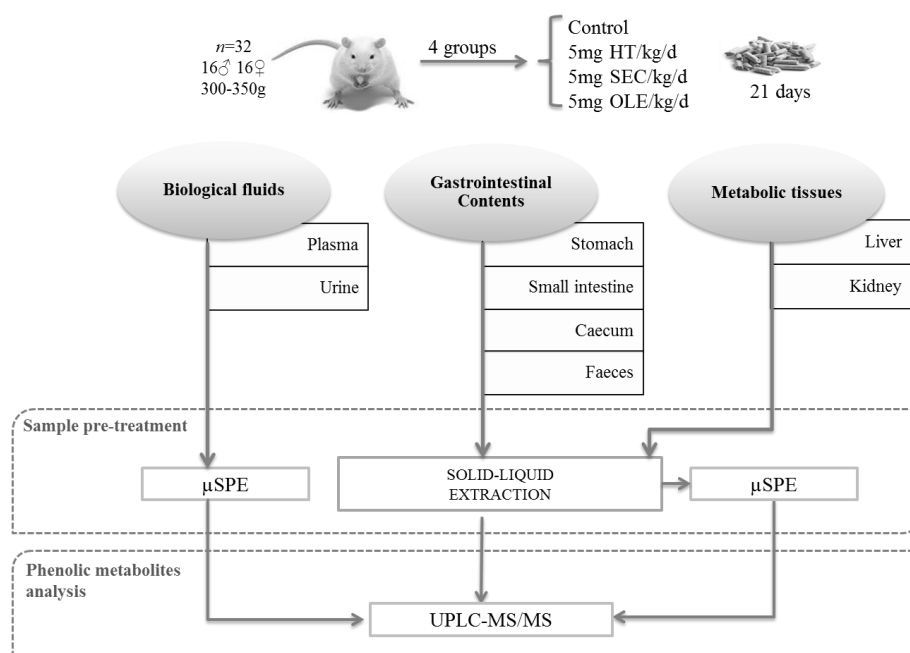 n=32
16♂ 16♀
300-350g
4 groups
Control
5mg HT/kg/d
5mg SEC/kg/d
5mg OLE/kg/d
21 days
Biological fluids
Plasma
Urine
Gastrointestinal
Contents
Stomach
Small intestine
Caecum
Faeces
Metabolic tissues
Liver
Kidney
Sample pre-treatment
µSPE
SOLID-LIQUID
EXTRACTION
µSPE
Phenolic metabolites
analysis
UPLC-MS/MS